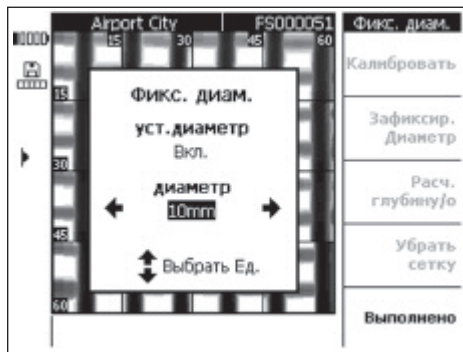 Airport City FS000051 Фикс. диам.
15 30 45 60
Калибровать
15
Фикс. диам.
уст.диаметр
Вкл.
Зафиксир.
Диаметр
30
диаметр
10mm
Расч.
глубину/о
45
Выбрать Ед.
Убрать
сетку
60
Выполнено